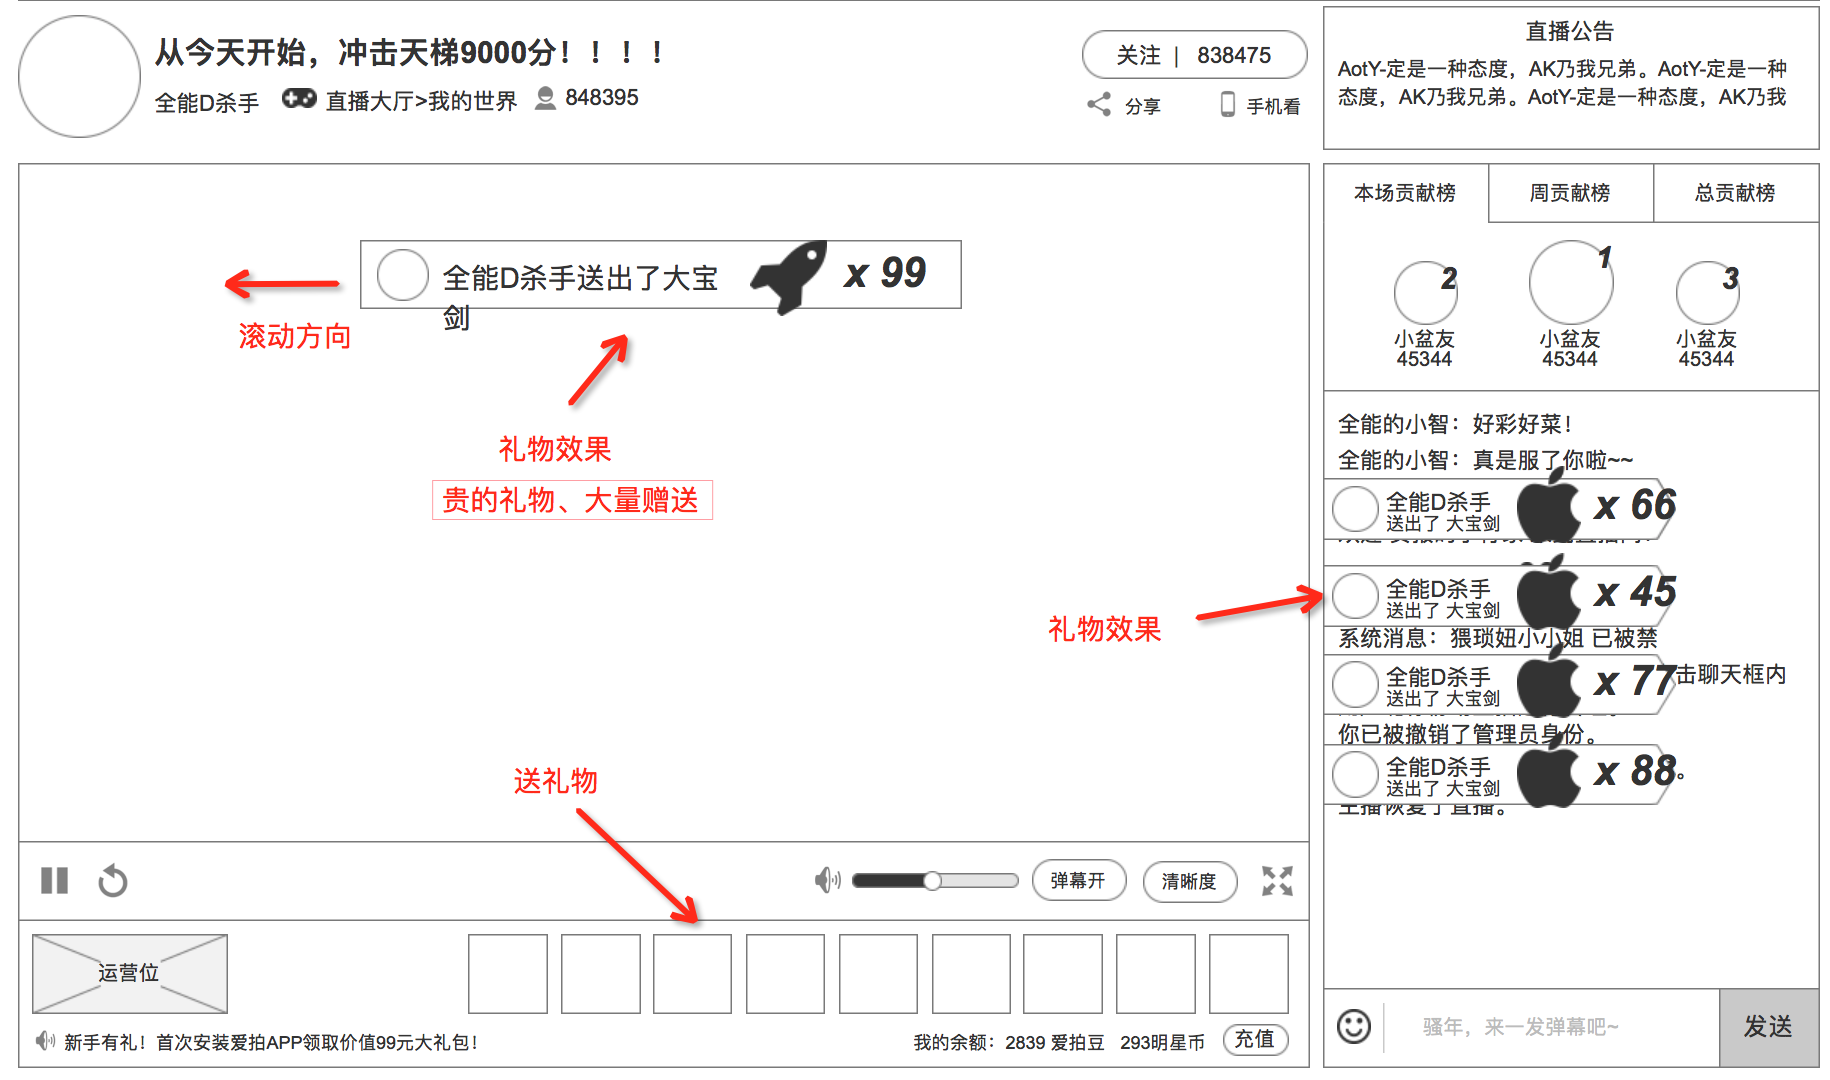 从今天开始，冲击天梯9000分！！！！
全能D杀手 直播大厅>我的世界 848395
关注 | 838475
分享 手机看
直播公告
AotY-定是一种态度，AK乃我兄弟。AotY-定是一种
态度，AK乃我兄弟。AotY-定是一种态度，AK乃我
全能D杀手送出了大宝
剑
x 99
滚动方向
礼物效果
贵的礼物、大量赠送
礼物效果
送礼物
弹幕开
清晰度
运营位
新手有礼！首次安装爱拍APP领取价值99元大礼包！
我的余额：2839 爱拍豆 293明星币
充值
本场贡献榜 周贡献榜 总贡献榜
2 1 3
小盆友 小盆友 小盆友
45344 45344 45344
全能的小智：好彩好菜！
全能的小智：真是服了你啦~~
全能D杀手
送出了 大宝剑
x 66
全能D杀手
送出了 大宝剑
x 45
系统消息：猥琐妞小小姐 已被禁
全能D杀手
送出了 大宝剑
x 77
击聊天框内
你已被撤销了管理员身份。
全能D杀手
送出了 大宝剑
x 88
。
主播恢复了直播。
骚年，来一发弹幕吧~
发送